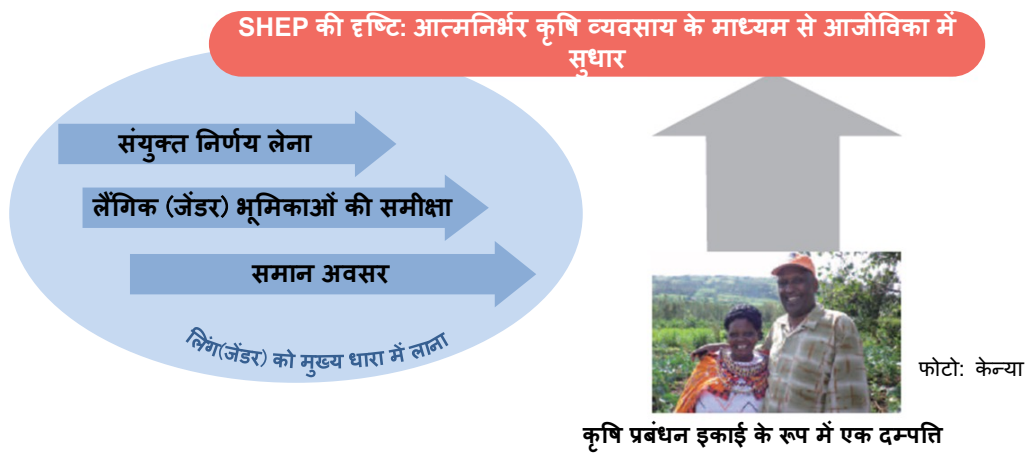 SHEP की दृष्टि: आत्मनिर्भर कृषि व्यवसाय के माध्यम से आजीविका में
सुधार
संयुक्त निर्णय लेना
लैंगिक (जेंडर) भूमिकाओं की समीक्षा
समान अवसर
लिंग(जेंडर) को मुख्य धारा में लाना
फोटो: केन्या
कृषि प्रबंधन इकाई के रूप में एक दम्पत्ति